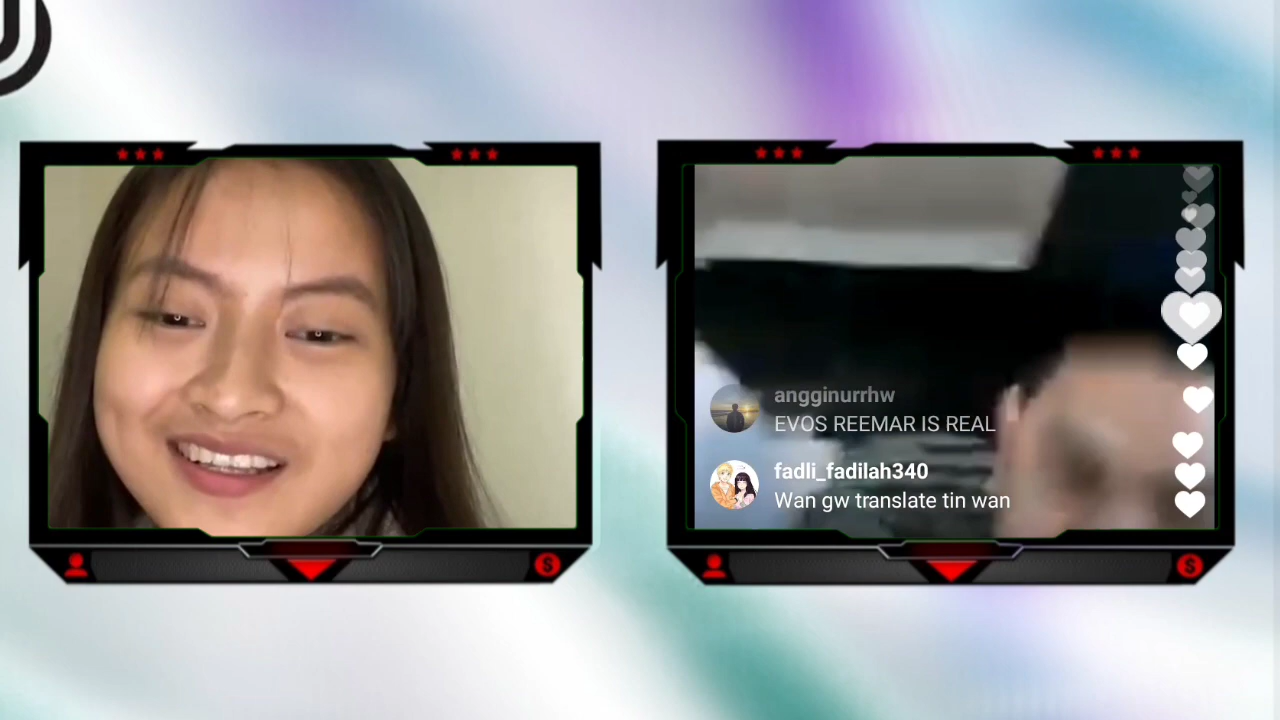 angginurrhw
EVOS REEMAR IS REAL
fadli_fadilah340
Wan gw translate tin wan